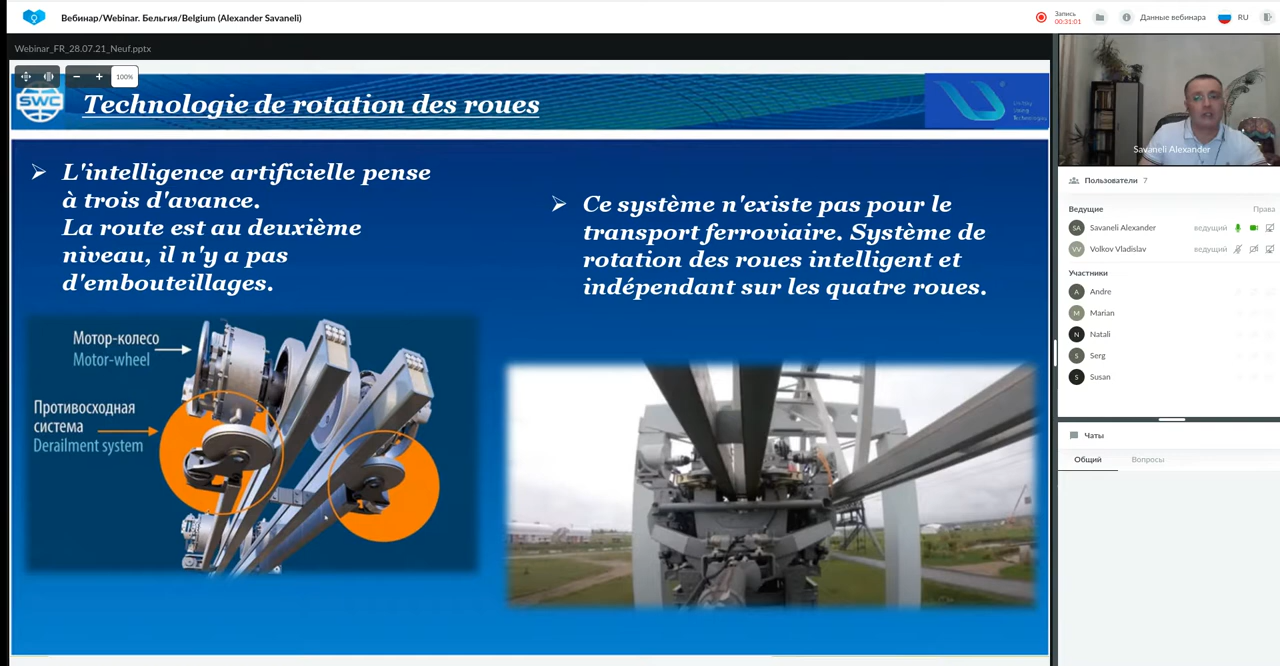 Вебинар/Webinar. Бельгия/Belgium (Alexander Savaneli)
Запись
00:31:01
Данные вебинара
RU
Webinar_FR_28.07.21_Neuf.pptx
100%
SWC
Technologie de rotation des roues
L'intelligence artificielle pense
à trois d'avance.
La route est au deuxième
niveau, il n'y a pas
d'embouteillages.
Ce système n'existe pas pour le
transport ferroviaire. Système de
rotation des roues intelligent et
indépendant sur les quatre roues.
Мотор-колесо
Motor-wheel
Противосходная
система
Derailment system
Savaneli Alexander
Пользователи 7
Ведущие
Права
SA Savaneli Alexander ведущий
VV Volkov Vladislav ведущий
Участники
A Andre
M Marian
N Natali
S Serg
S Susan
Чаты
Общий
Вопросы